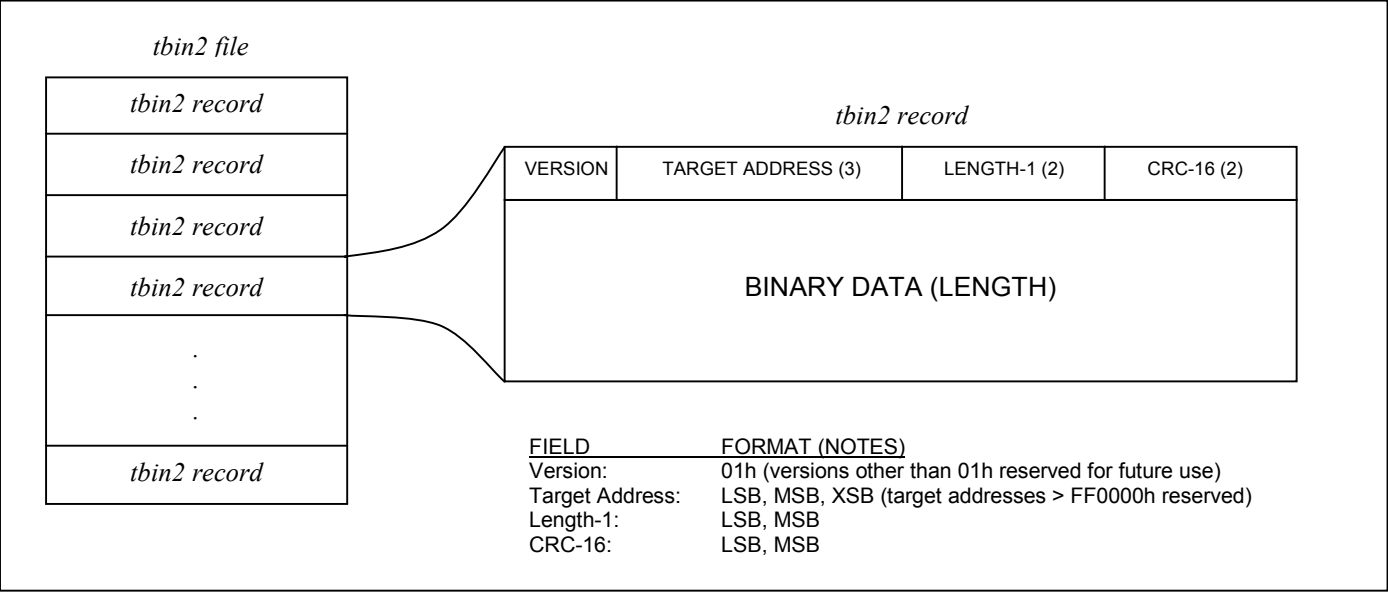 tbin2 file
tbin2 record
tbin2 record
tbin2 record
tbin2 record
.
.
.
tbin2 record
tbin2 record
VERSION TARGET ADDRESS (3) LENGTH-1 (2) CRC-16 (2)
BINARY DATA (LENGTH)
FIELD FORMAT (NOTES)
Version: 01h (versions other than 01h reserved for future use)
Target Address: LSB, MSB, XSB (target addresses > FF0000h reserved)
Length-1: LSB, MSB
CRC-16: LSB, MSB